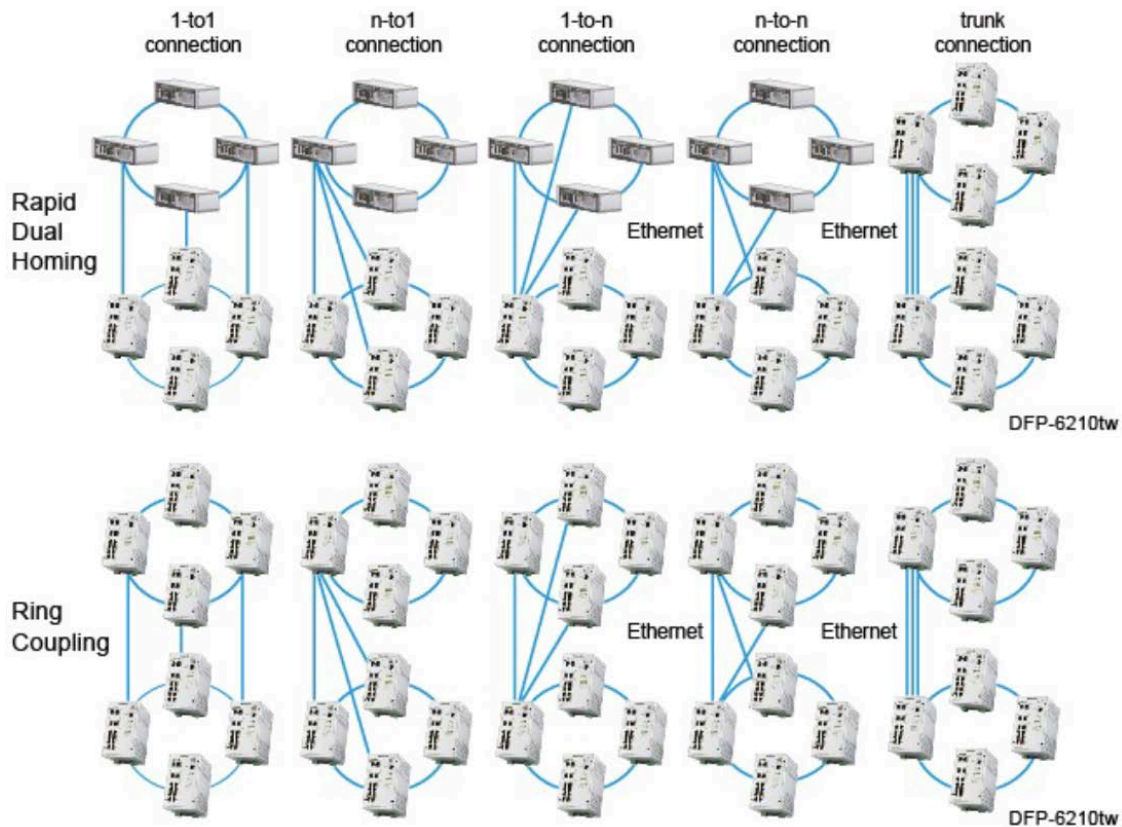 1-to1
connection
n-to1
connection
1-to-n
connection
n-to-n
connection
trunk
connection
Rapid
Dual
Homing
Ethernet
Ethernet
DFP-6210tw
Ring
Coupling
Ethernet
Ethernet
DFP-6210tw